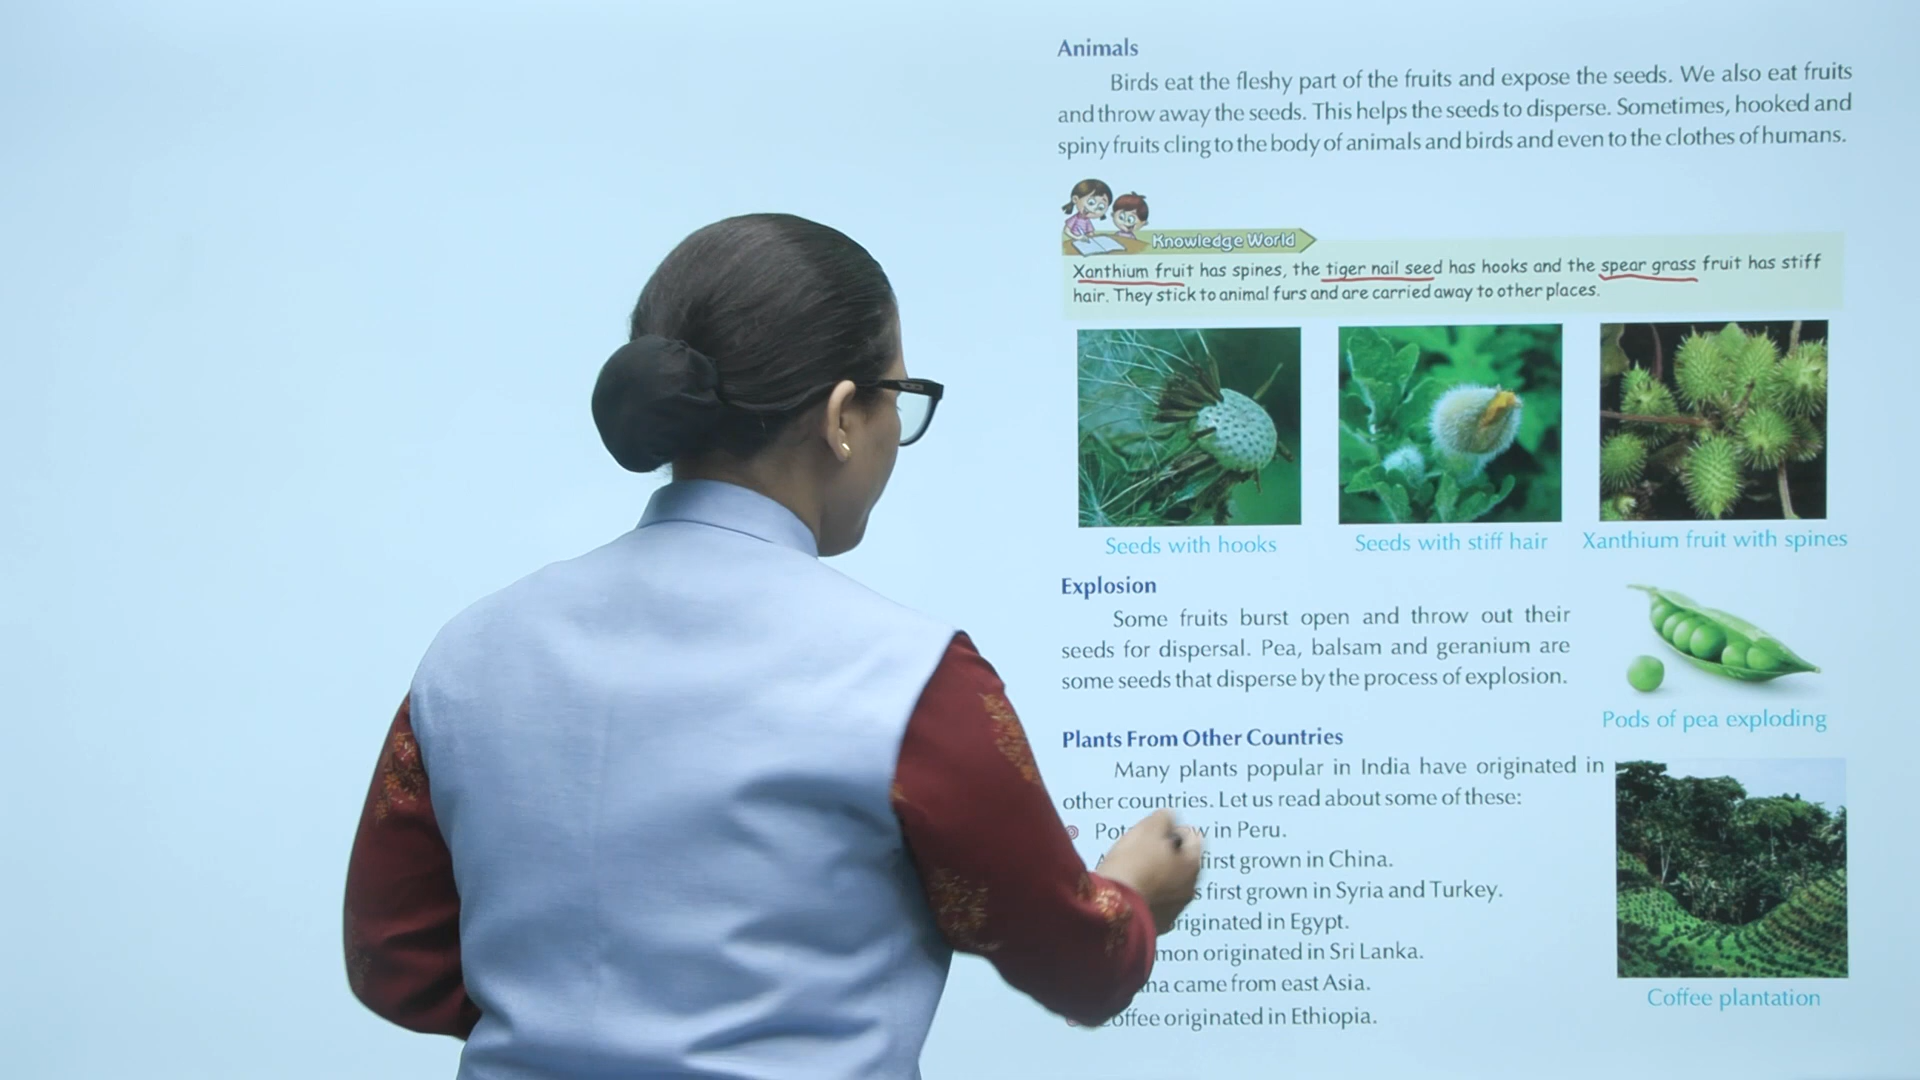 Animals
Birds eat the fleshy part of the fruits and expose the seeds. We also eat fruits
and throw away the seeds. This helps the seeds to disperse. Sometimes, hooked and
spiny fruits cling to the body of animals and birds and even to the clothes of humans.
Knowledge World
Xanthium fruit has spines, the tiger nail seed has hooks and the spear grass fruit has stiff
hair. They stick to animal furs and are carried away to other places.
Seeds with hooks
Seeds with stiff hair
Xanthium fruit with spines
Explosion
Some fruits burst open and throw out their
seeds for dispersal. Pea, balsam and geranium are
some seeds that disperse by the process of explosion.
Pods of pea exploding
Plants From Other Countries
Many plants popular in India have originated in
other countries. Let us read about some of these:
in Peru.
first grown in China.
first grown in Syria and Turkey.
originated in Egypt.
originated in Sri Lanka.
came from east Asia.
Coffee originated in Ethiopia.
Coffee plantation